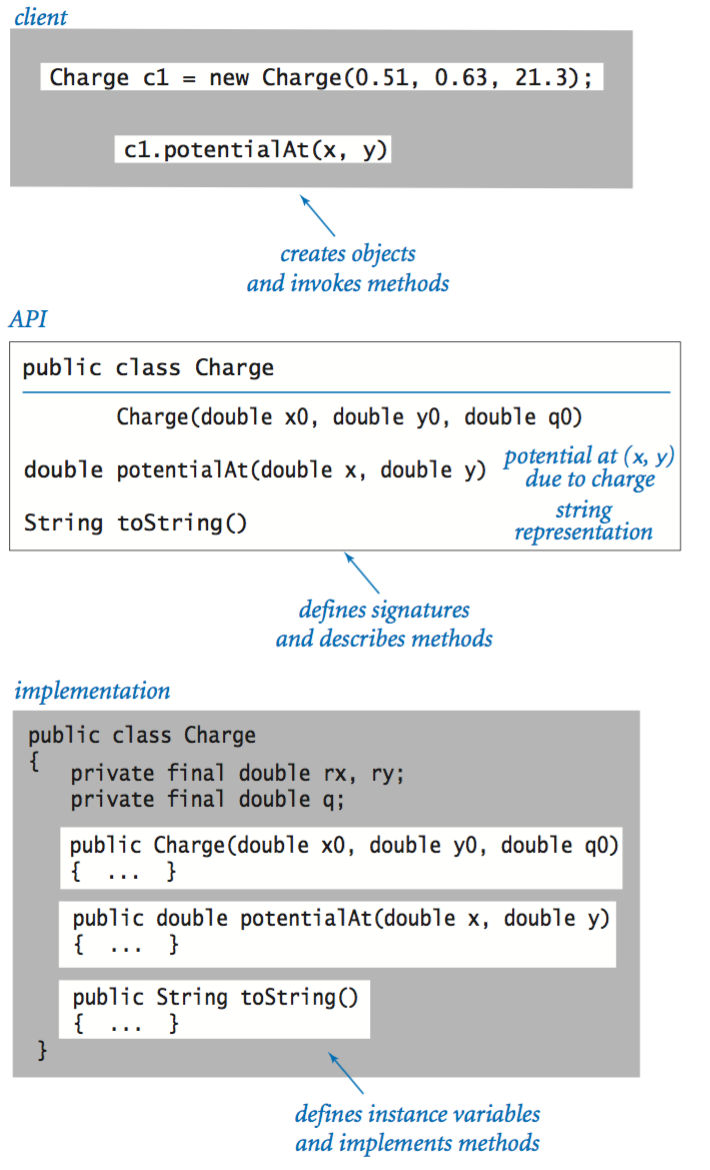 client
Charge c1 = new Charge(0.51, 0.63, 21.3);
c1.potentialAt(x, y)
creates objects
and invokes methods
API
public class Charge
Charge(double x0, double y0, double q0)
double potentialAt(double x, double y)
potential at (x, y)
due to charge
String toString()
string
representation
defines signatures
and describes methods
implementation
public class Charge
{
private final double rx, ry;
private final double q;
public Charge(double x0, double y0, double q0)
{ ... }
public double potentialAt(double x, double y)
{ ... }
public String toString()
{ ... }
}
defines instance variables
and implements methods